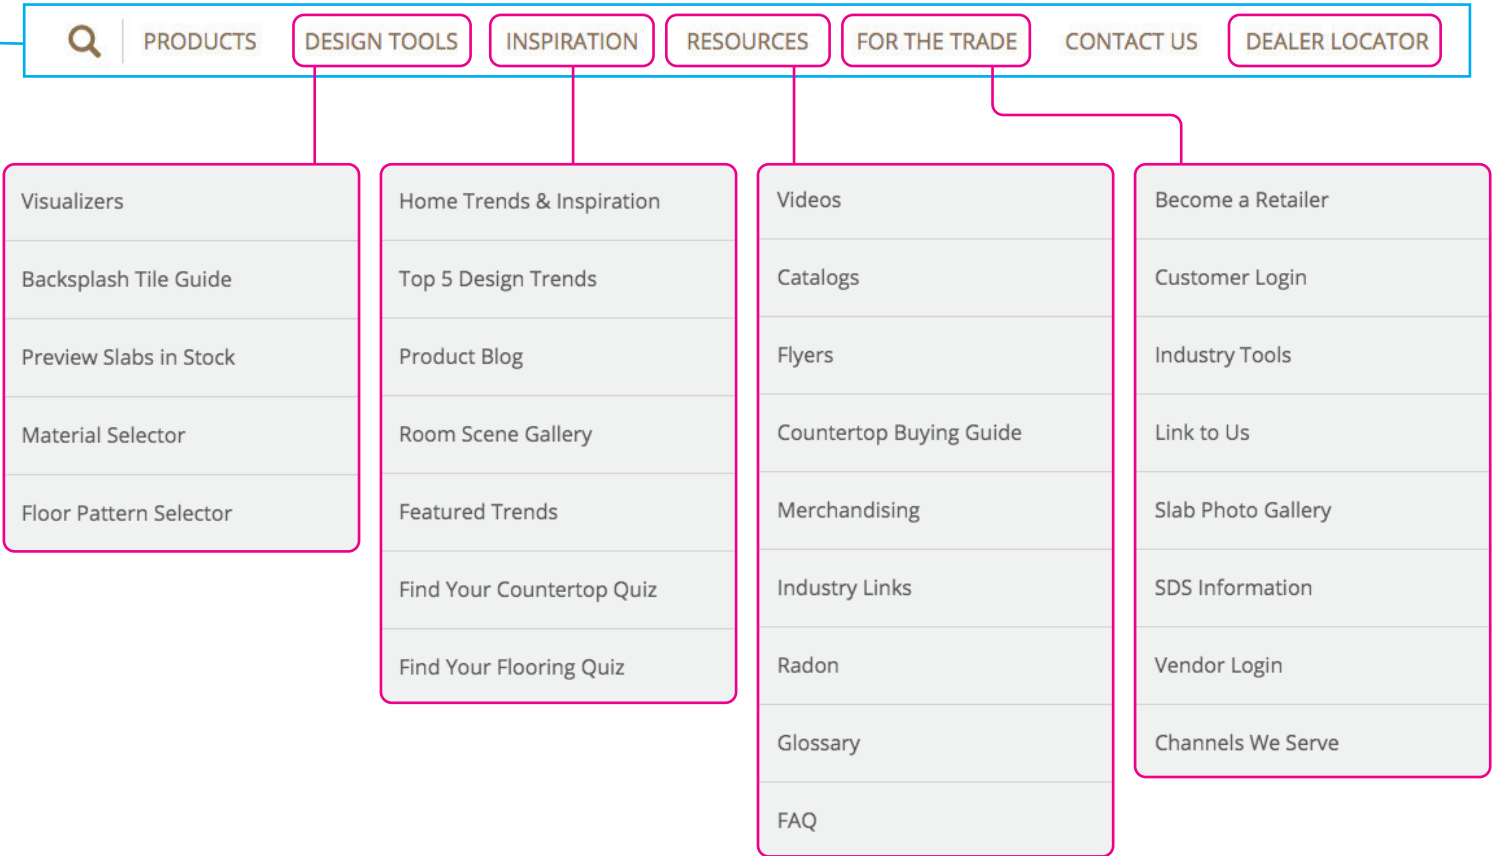 PRODUCTS DESIGN TOOLS INSPIRATION RESOURCES FOR THE TRADE CONTACT US DEALER LOCATOR
Visualizers
Backsplash Tile Guide
Preview Slabs in Stock
Material Selector
Floor Pattern Selector
Home Trends & Inspiration
Top 5 Design Trends
Product Blog
Room Scene Gallery
Featured Trends
Find Your Countertop Quiz
Find Your Flooring Quiz
Videos
Catalogs
Flyers
Countertop Buying Guide
Merchandising
Industry Links
Radon
Glossary
FAQ
Become a Retailer
Customer Login
Industry Tools
Link to Us
Slab Photo Gallery
SDS Information
Vendor Login
Channels We Serve